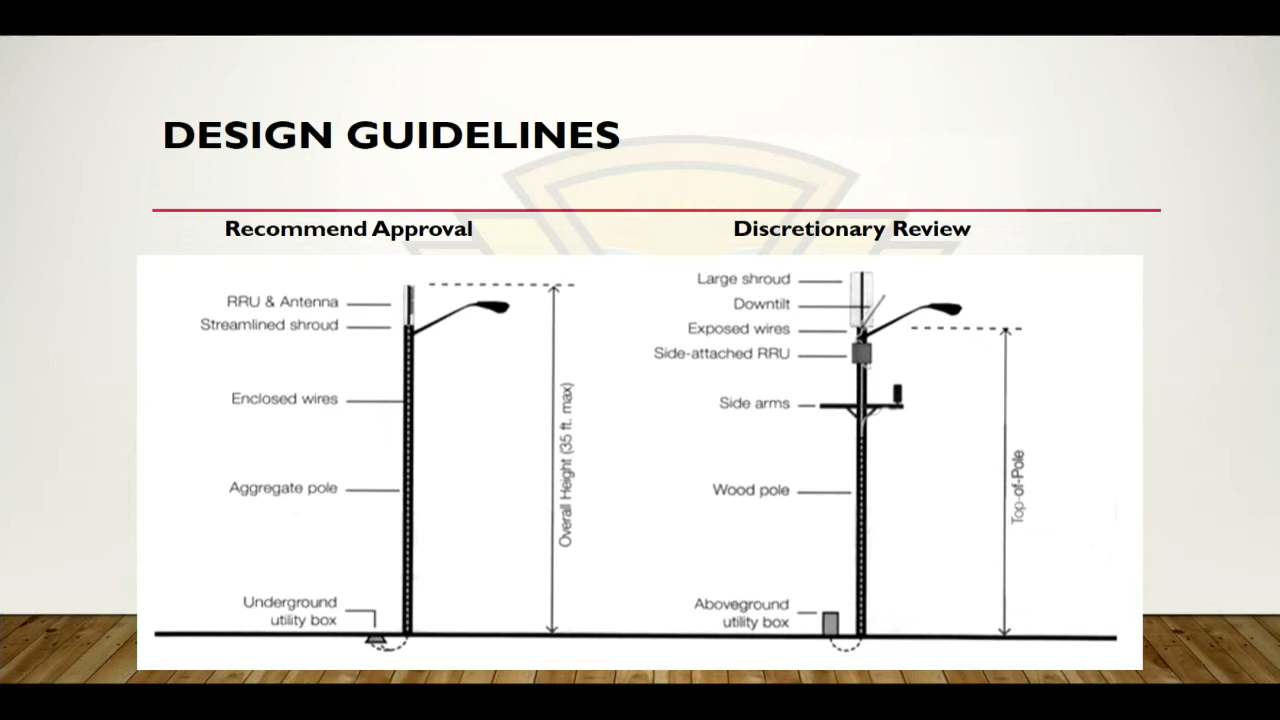 DESIGN GUIDELINES
Recommend Approval
RRU & Antenna
Streamlined shroud
Enclosed wires
Aggregate pole
Underground
utility box
Overall Height (35 ft. max)
Discretionary Review
Large shroud
Downtilt
Exposed wires
Side-attached RRU
Side arms
Wood pole
Aboveground
utility box
Top-of-Pole